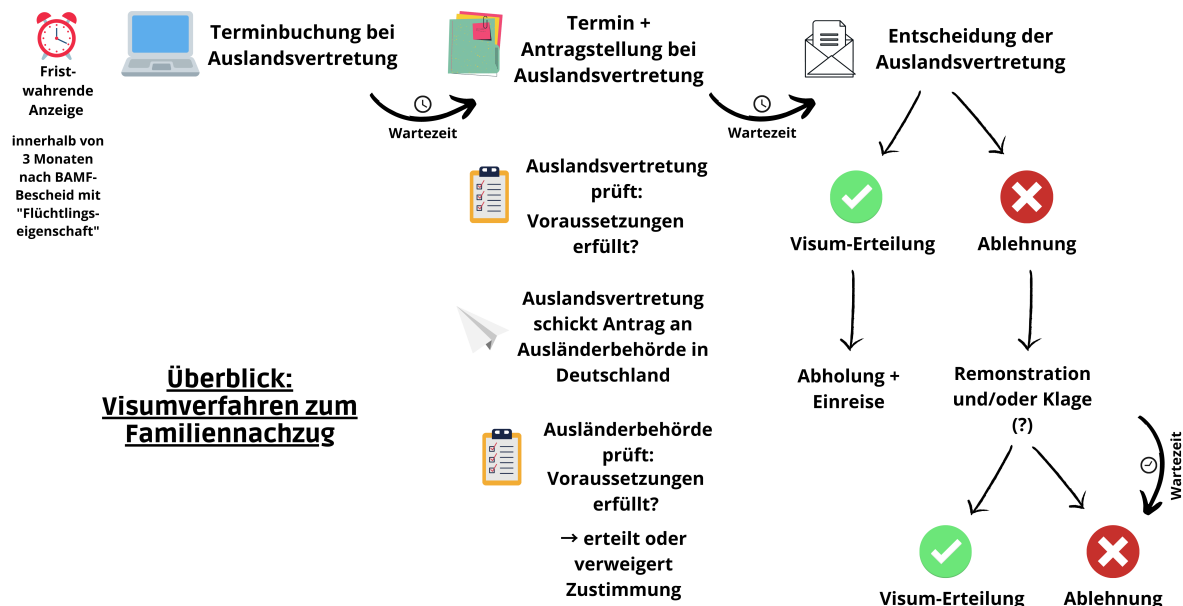 Frist-
wahrende
Anzeige
innerhalb von
3 Monaten
nach BAMF-
Bescheid mit
"Flüchtlings-
eigenschaft"
Terminbuchung bei
Auslandsvertretung
Wartezeit
Termin +
Antragstellung bei
Auslandsvertretung
Auslandsvertretung
prüft:
Voraussetzungen
erfüllt?
Auslandsvertretung
schickt Antrag an
Ausländerbehörde in
Deutschland
Ausländerbehörde
prüft:
Voraussetzungen
erfüllt?
→ erteilt oder
verweigert
Zustimmung
Wartezeit
Entscheidung der
Auslandsvertretung
Visum-Erteilung
Ablehnung
Abholung +
Einreise
Remonstration
und/oder Klage
(?)
Wartezeit
Visum-Erteilung
Ablehnung
Überblick:
Visumverfahren zum
Familiennachzug